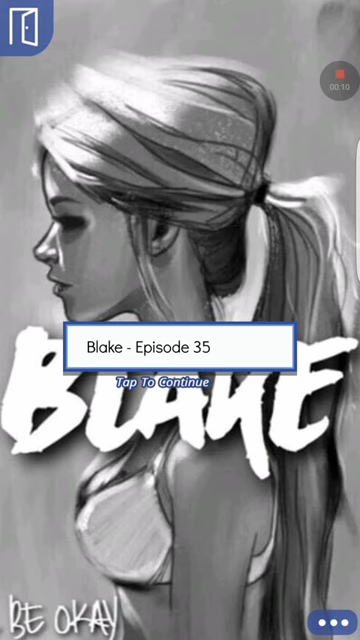 00:10
Blake - Episode 35
Tap To Continue
BLAKE
BE OKAY